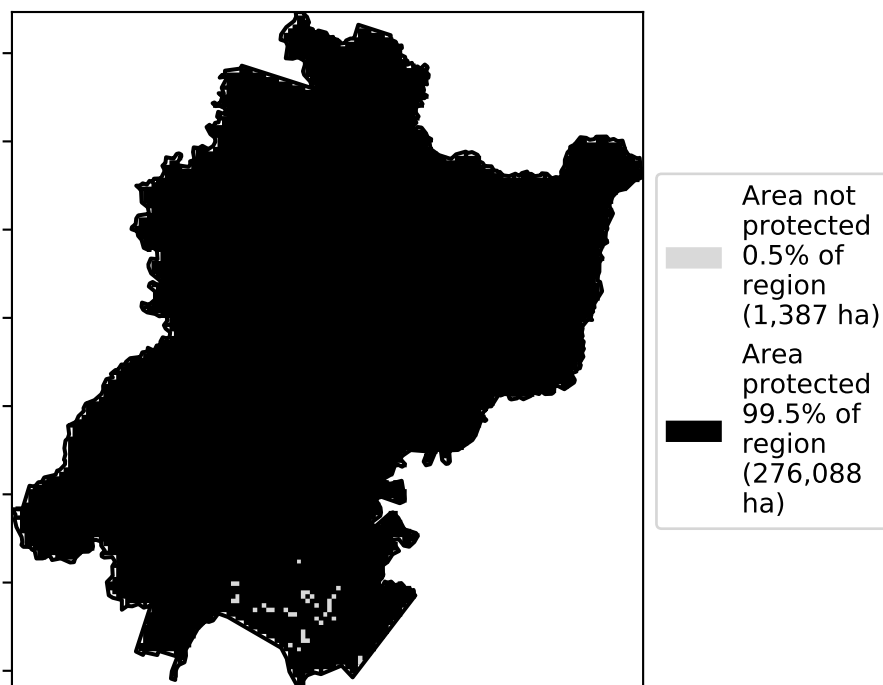 Area not
protected
0.5% of
region
(1,387 ha)
Area
protected
99.5% of
region
(276,088
ha)